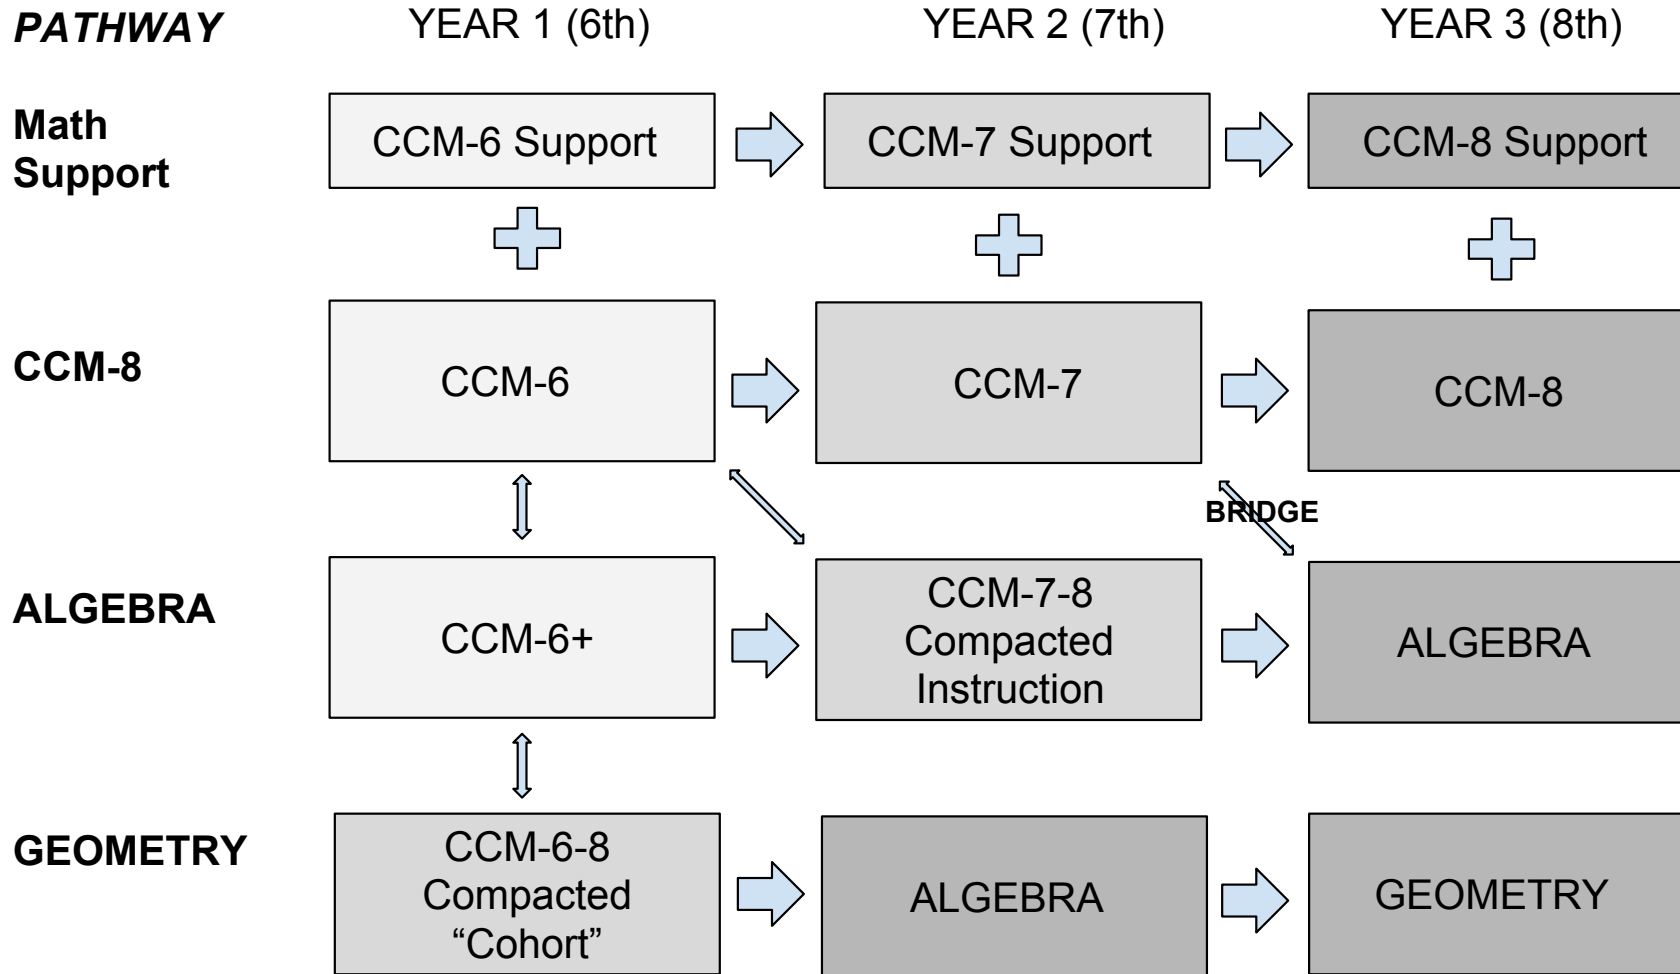 PATHWAY YEAR 1 (6th) YEAR 2 (7th) YEAR 3 (8th)
Math
Support
CCM-6 Support
CCM-7 Support
CCM-8 Support
CCM-8
CCM-6
CCM-7
CCM-8
BRIDGE
ALGEBRA
CCM-6+
CCM-7-8
Compacted
Instruction
ALGEBRA
GEOMETRY
CCM-6-8
Compacted
“Cohort”
ALGEBRA
GEOMETRY